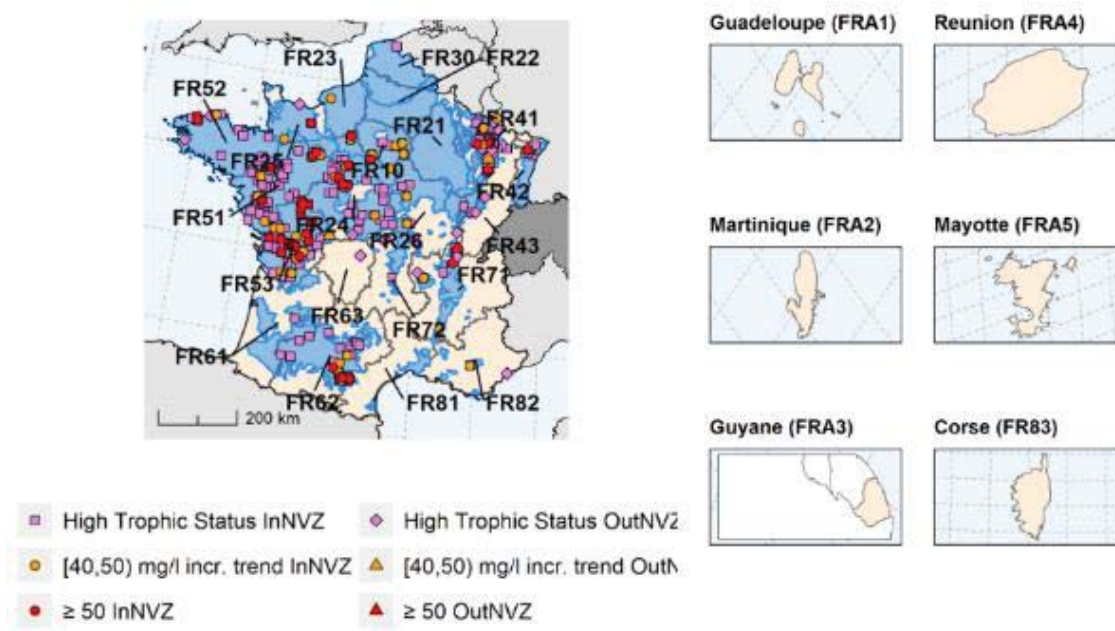 Guadeloupe (FRA1)
Reunion (FRA4)
FR23
FR30
FR22
FR52
FR41
FR21
FR25
FR10
FR42
FR51
FR24
FR26
FR43
FR53
FR71
FR63
FR72
FR61
FR62
FR81
FR82
200 km
Martinique (FRA2)
Mayotte (FRA5)
Guyane (FRA3)
Corse (FR83)
High Trophic Status InNVZ
High Trophic Status OutNVZ
[40,50) mg/l incr. trend InNVZ
[40,50) mg/l incr. trend OutN
≥ 50 InNVZ
≥ 50 OutNVZ